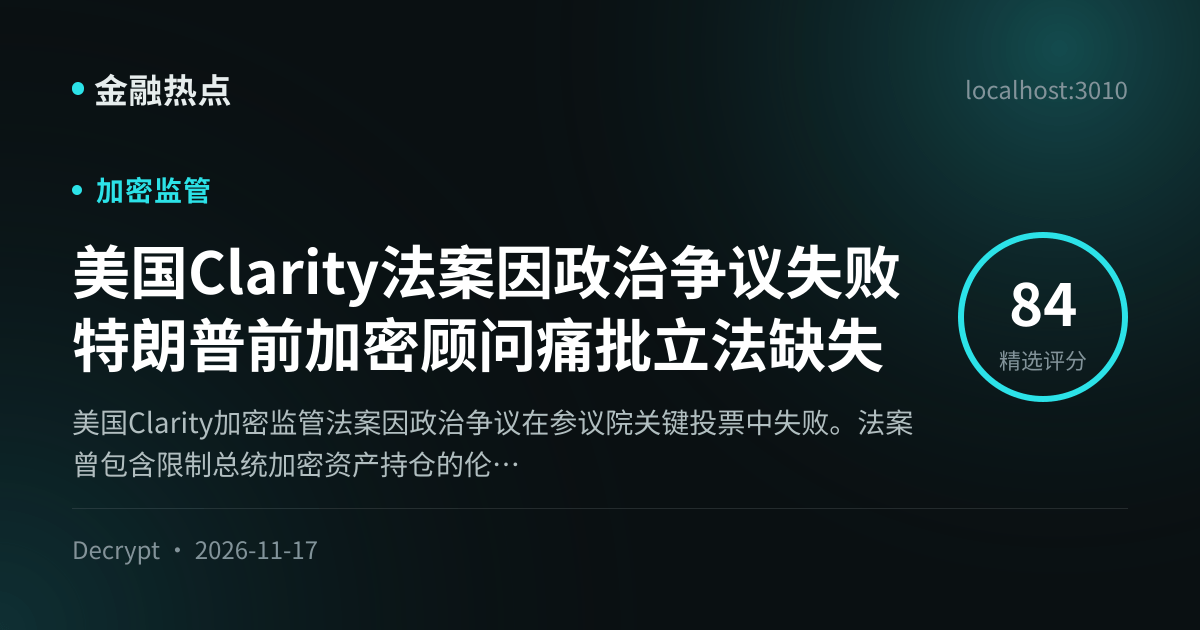 金融热点
localhost:3010
加密监管
美国Clarity法案因政治争议失败
特朗普前加密顾问痛批立法缺失
84
精选评分
美国Clarity加密监管法案因政治争议在参议院关键投票中失败。法案
曾包含限制总统加密资产持仓的伦…
Decrypt · 2026-11-17